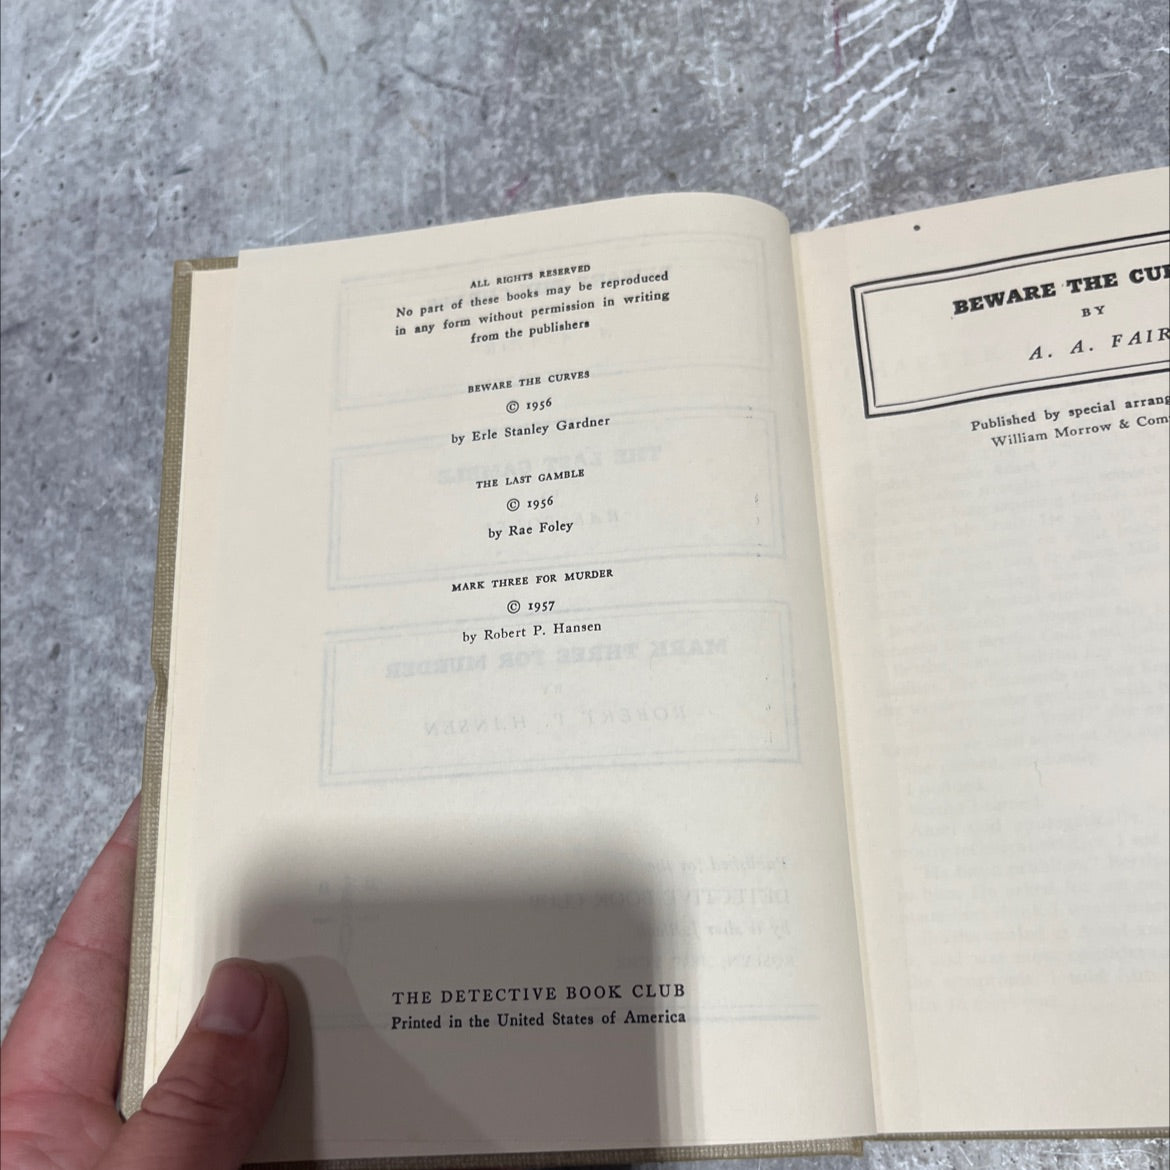 ALL RIGHTS RESERVED
No part of these books may be reproduced
in any form without permission in writing
from the publishers
BEWARE THE CURVES
© 1956
by Erle Stanley Gardner
THE LAST GAMBLE
© 1956
by Rae Foley
MARK THREE FOR MURDER
© 1957
by Robert P. Hansen
THE DETECTIVE BOOK CLUB
Printed in the United States of America
BEWARE THE CU
BY
A. A. FAIR
Published by special arrang
William Morrow & Com